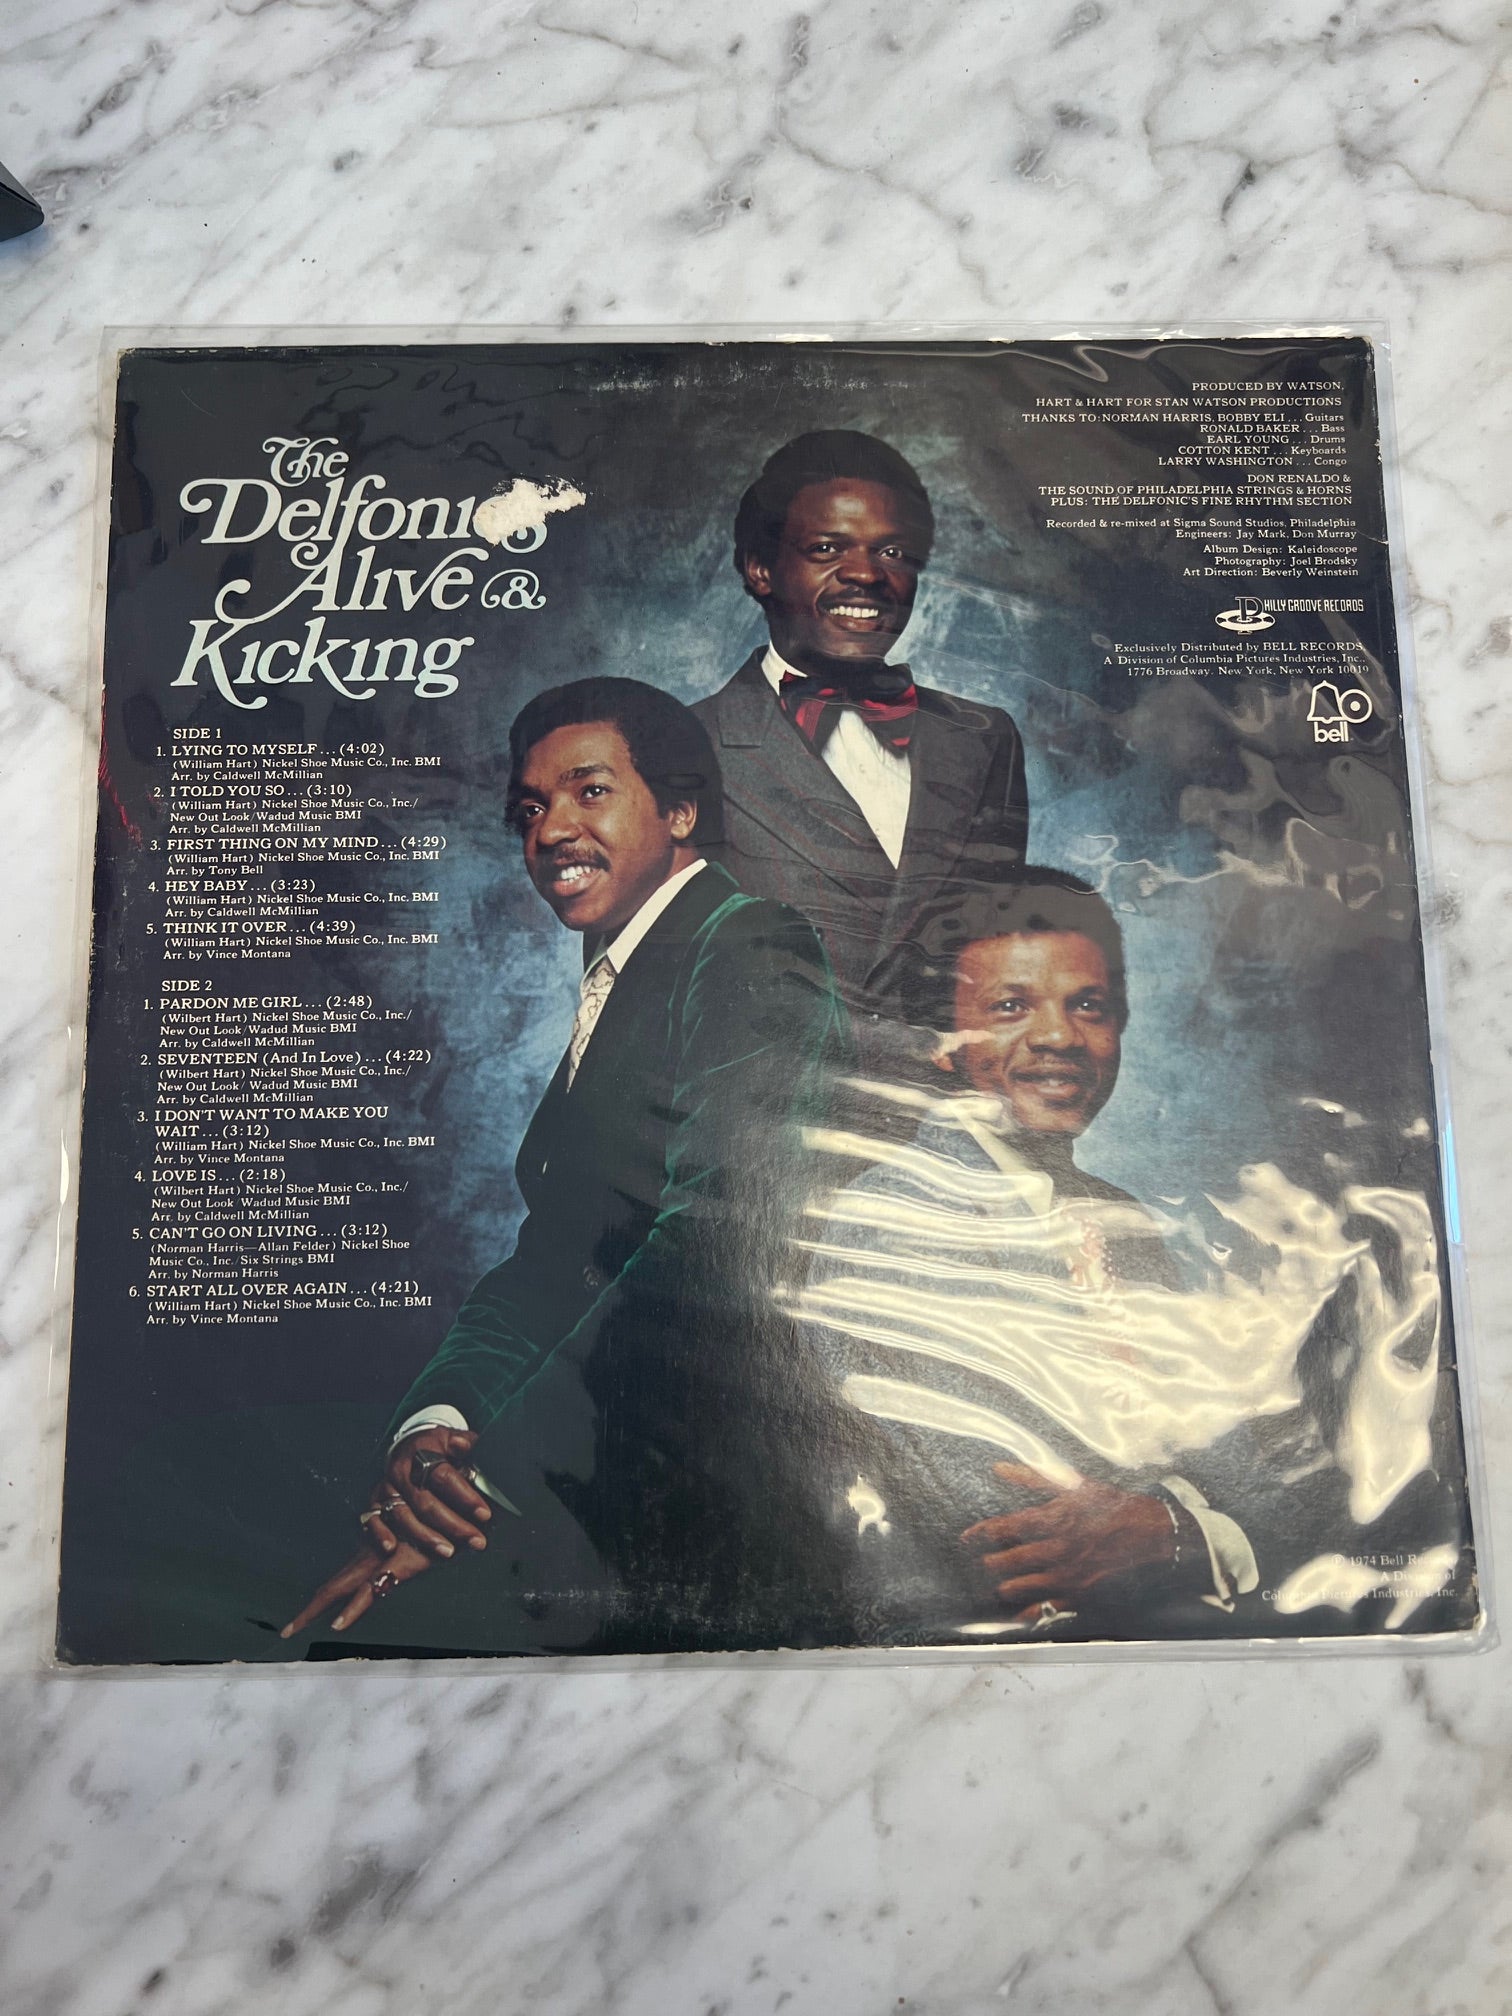 The
Delfonics
Alive &
Kicking
SIDE 1
1. LYING TO MYSELF... (4:02)
(William Hart) Nickel Shoe Music Co., Inc. BMI
Arr. by Caldwell McMillian
2. I TOLD YOU SO... (3:10)
(William Hart) Nickel Shoe Music Co., Inc./
New Out Look/Wadud Music BMI
Arr. by Caldwell McMillian
3. FIRST THING ON MY MIND... (4:29)
(William Hart) Nickel Shoe Music Co., Inc. BMI
Arr. by Tony Bell
4. HEY BABY... (3:23)
(William Hart) Nickel Shoe Music Co., Inc. BMI
Arr. by Caldwell McMillian
5. THINK IT OVER... (4:39)
(William Hart) Nickel Shoe Music Co., Inc. BMI
Arr. by Vince Montana
SIDE 2
1. PARDON ME GIRL... (2:48)
(Wilbert Hart) Nickel Shoe Music Co., Inc./
New Out Look/Wadud Music BMI
Arr. by Caldwell McMillian
2. SEVENTEEN (And In Love)... (4:22)
(Wilbert Hart) Nickel Shoe Music Co., Inc./
New Out Look/ Wadud Music BMI
Arr. by Caldwell McMillian
3. I DON'T WANT TO MAKE YOU
WAIT... (3:12)
(William Hart) Nickel Shoe Music Co., Inc. BMI
Arr. by Vince Montana
4. LOVE IS... (2:18)
(Wilbert Hart) Nickel Shoe Music Co., Inc./
New Out Look/Wadud Music BMI
Arr. by Caldwell McMillian
5. CAN'T GO ON LIVING... (3:12)
(Norman Harris—Allan Felder) Nickel Shoe
Music Co., Inc./Six Strings BMI
Arr. by Norman Harris
6. START ALL OVER AGAIN... (4:21)
(William Hart) Nickel Shoe Music Co., Inc. BMI
Arr. by Vince Montana
PRODUCED BY WATSON,
HART & HART FOR STAN WATSON PRODUCTIONS
THANKS TO: NORMAN HARRIS, BOBBY ELI... Guitars
RONALD BAKER... Bass
EARL YOUNG... Drums
COTTON KENT... Keyboards
LARRY WASHINGTON... Congo
DON RENALDO &
THE SOUND OF PHILADELPHIA STRINGS & HORNS
PLUS: THE DELFONIC'S FINE RHYTHM SECTION
Recorded & re-mixed at Sigma Sound Studios, Philadelphia
Engineers: Jay Mark, Don Murray
Album Design: Kaleidoscope
Photography: Joel Brodsky
Art Direction: Beverly Weinstein
PHILLY GROOVE RECORDS
Exclusively Distributed by BELL RECORDS,
A Division of Columbia Pictures Industries, Inc.,
1776 Broadway, New York, New York 10019
bell
Ⓟ 1974 Bell Records
A Division of
Columbia Pictures Industries, Inc.